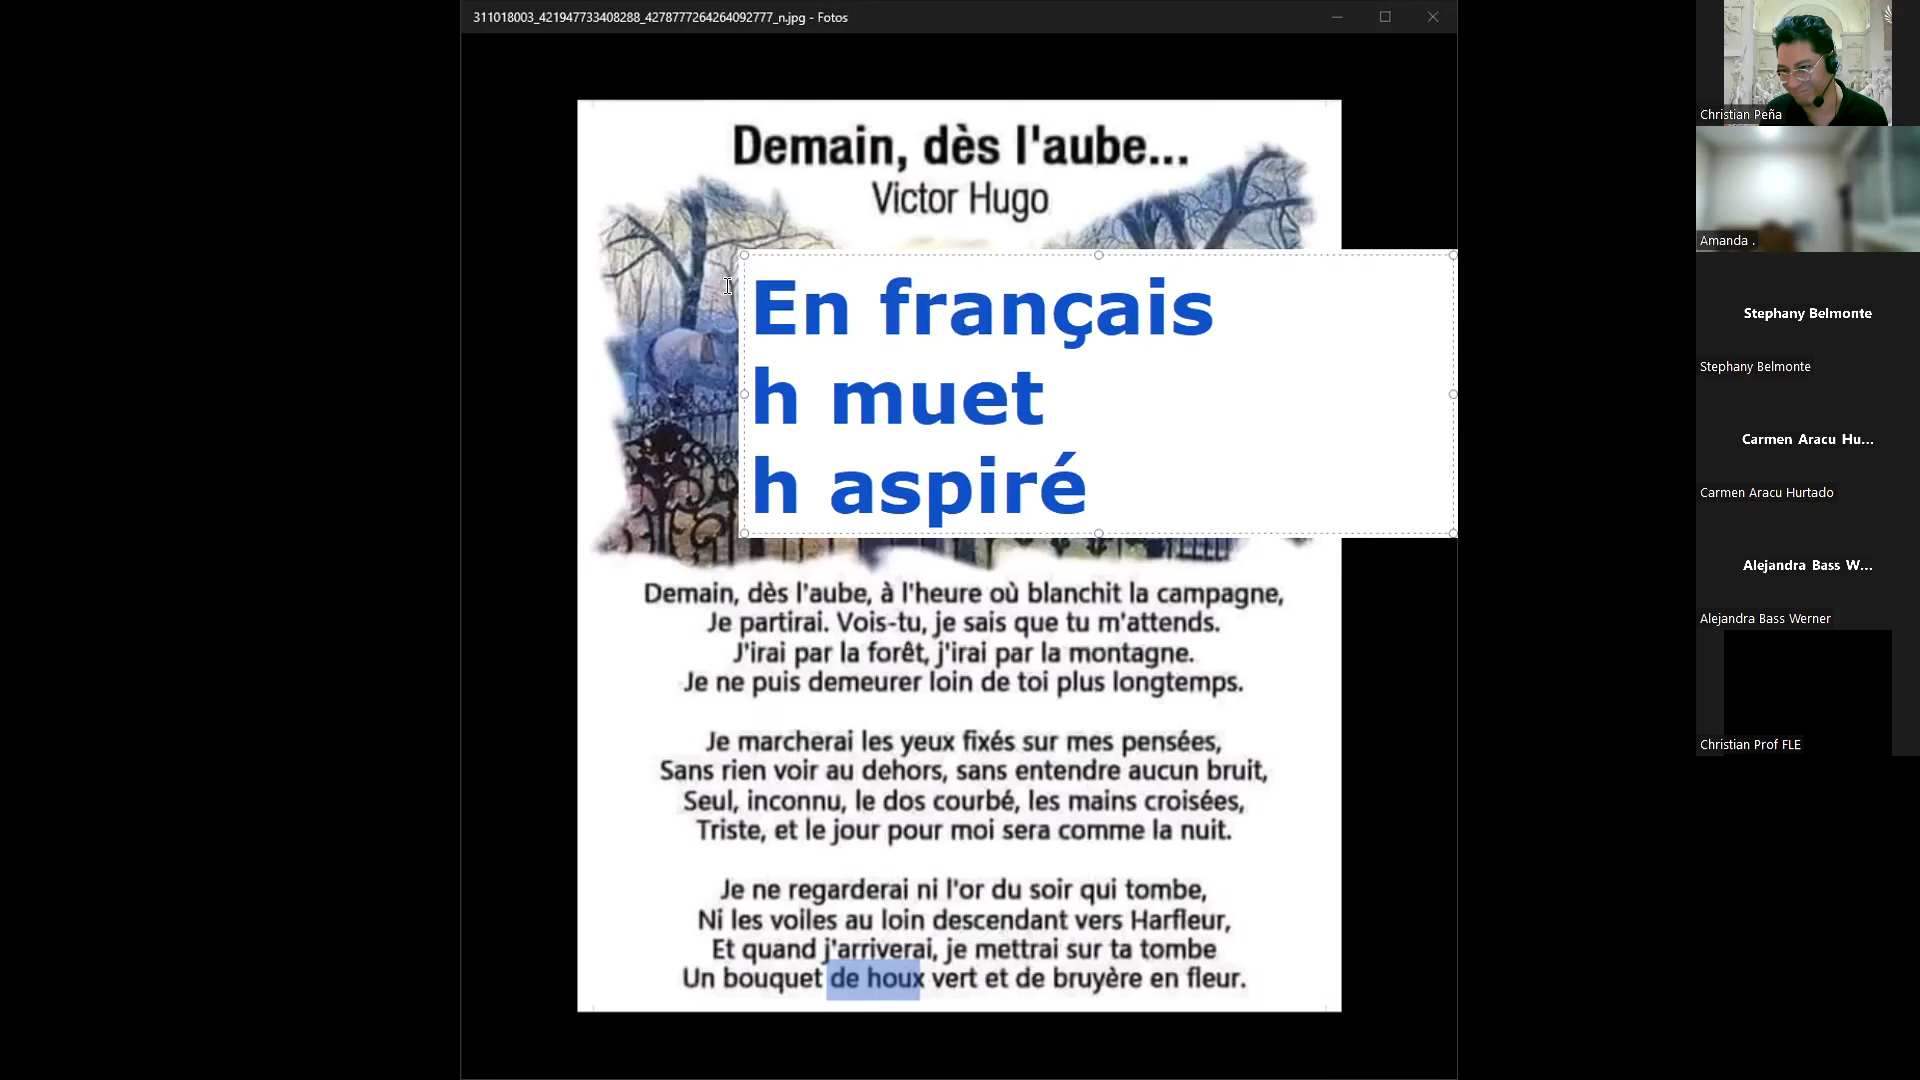 311018003_421947733408288_4278777264264092777_n.jpg - Fotos
Demain, dès l'aube...
Victor Hugo
En français
h muet
h aspiré
Demain, dès l'aube, à l'heure où blanchit la campagne,
Je partirai. Vois-tu, je sais que tu m'attends.
J'irai par la forêt, j'irai par la montagne.
Je ne puis demeurer loin de toi plus longtemps.
Je marcherai les yeux fixés sur mes pensées,
Sans rien voir au dehors, sans entendre aucun bruit,
Seul, inconnu, le dos courbé, les mains croisées,
Triste, et le jour pour moi sera comme la nuit.
Je ne regarderai ni l'or du soir qui tombe,
Ni les voiles au loin descendant vers Harfleur,
Et quand j'arriverai, je mettrai sur ta tombe
Un bouquet de houx vert et de bruyère en fleur.
Christian Peña
Amanda .
Stephany Belmonte
Stephany Belmonte
Carmen Aracu Hu...
Carmen Aracu Hurtado
Alejandra Bass W...
Alejandra Bass Werner
Christian Prof FLE